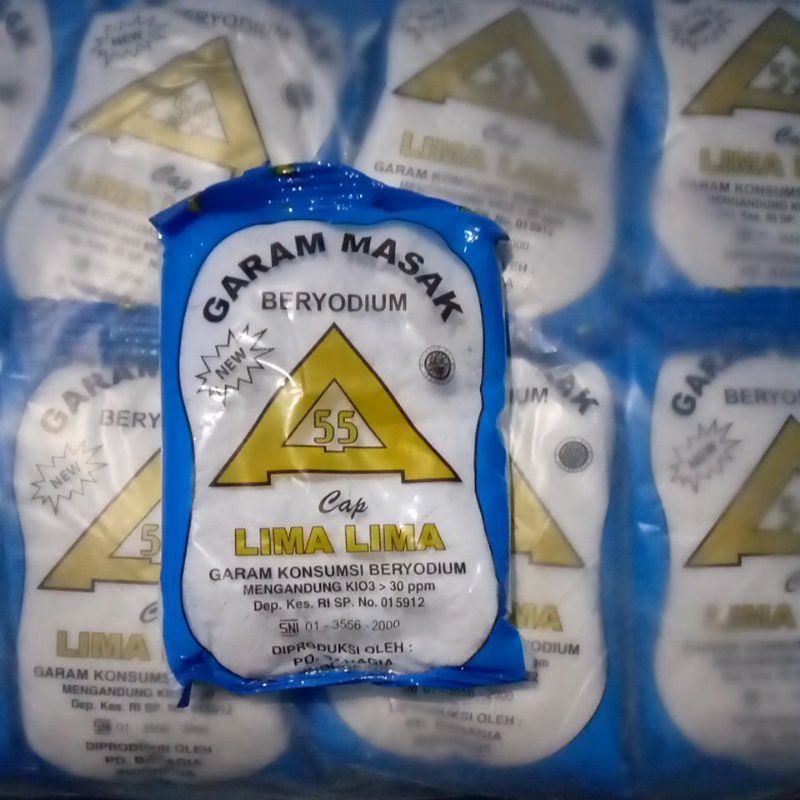 GARAM MASAK
BERYODIUM
NEW
55
Cap
LIMA LIMA
GARAM KONSUMSI BERYODIUM
MENGANDUNG KIO3 > 30 ppm
Dep. Kes. RI SP. No. 015912
SNI 01 - 3556 - 2000
DIPRODUKSI OLEH :
PD.